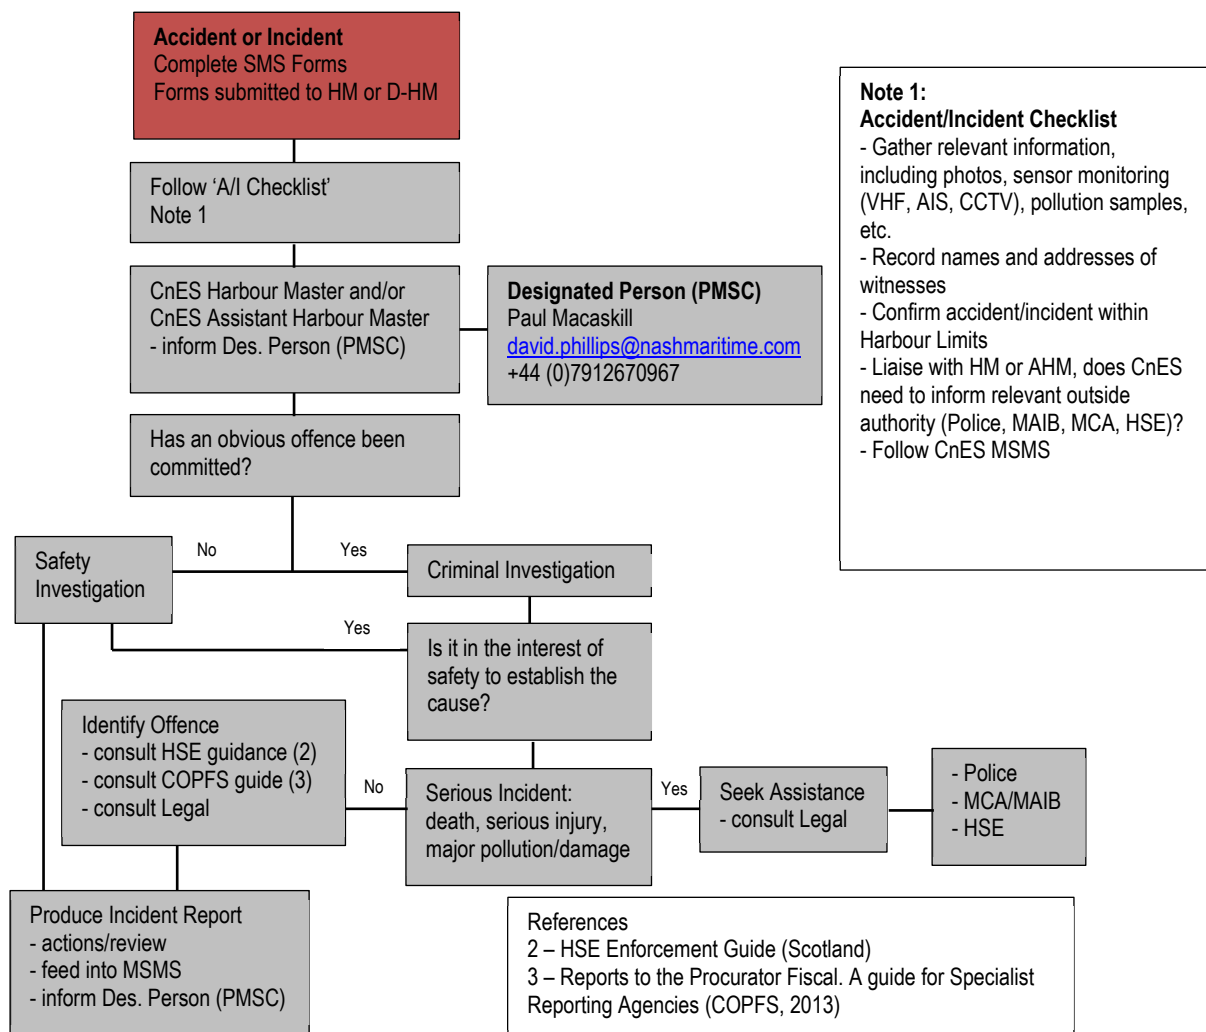 Accident or Incident
Complete SMS Forms
Forms submitted to HM or D-HM
Follow ‘A/I Checklist’
Note 1
CnES Harbour Master and/or
CnES Assistant Harbour Master
- inform Des. Person (PMSC)
Designated Person (PMSC)
Paul Macaskill
david.phillips@nashmaritime.com
+44 (0)7912670967
Note 1:
Accident/Incident Checklist
- Gather relevant information,
including photos, sensor monitoring
(VHF, AIS, CCTV), pollution samples,
etc.
- Record names and addresses of
witnesses
- Confirm accident/incident within
Harbour Limits
- Liaise with HM or AHM, does CnES
need to inform relevant outside
authority (Police, MAIB, MCA, HSE)?
- Follow CnES MSMS
Has an obvious offence been
committed?
No
Yes
Safety
Investigation
Criminal Investigation
Yes
Is it in the interest of
safety to establish the
cause?
Identify Offence
- consult HSE guidance (2)
- consult COPFS guide (3)
- consult Legal
No
Serious Incident:
death, serious injury,
major pollution/damage
Yes
Seek Assistance
- consult Legal
- Police
- MCA/MAIB
- HSE
Produce Incident Report
- actions/review
- feed into MSMS
- inform Des. Person (PMSC)
References
2 – HSE Enforcement Guide (Scotland)
3 – Reports to the Procurator Fiscal. A guide for Specialist
Reporting Agencies (COPFS, 2013)